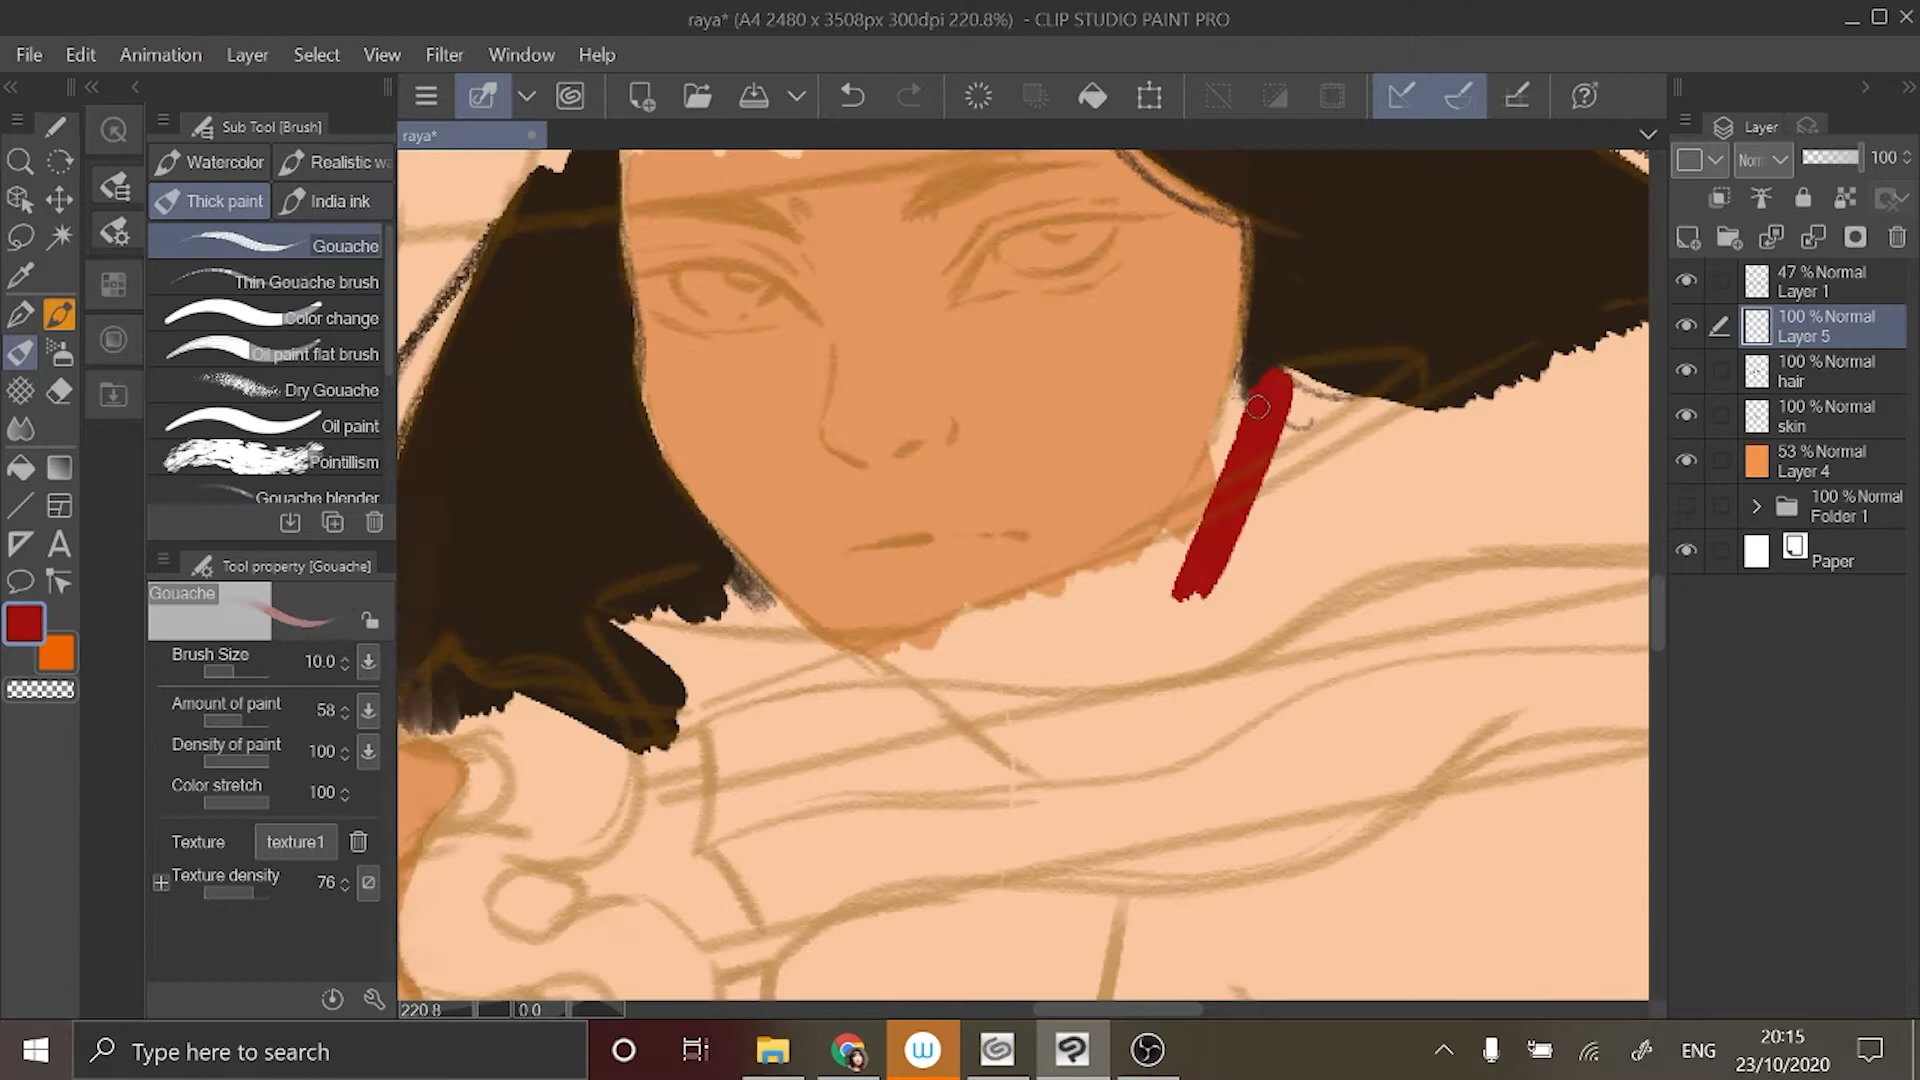 raya* (A4 2480 x 3508px 300dpi 220.8%) - CLIP STUDIO PAINT PRO
File Edit Animation Layer Select View Filter Window Help
raya*
Sub Tool [Brush]
Watercolor
Realistic wa
Thick paint
India ink
Gouache
Thin Gouache brush
Color change
Oil paint flat brush
Dry Gouache
Oil paint
Pointillism
Gouache blender
Tool property [Gouache]
Gouache
Brush Size 10.0
Amount of paint 58
Density of paint 100
Color stretch 100
Texture texture1
Texture density 76
Layer
Norm 100
47 % Normal
Layer 1
100 % Normal
Layer 5
100 % Normal
hair
100 % Normal
skin
53 % Normal
Layer 4
100 % Normal
Folder 1
Paper
220.8 0.0
Type here to search
ENG
20:15
23/10/2020